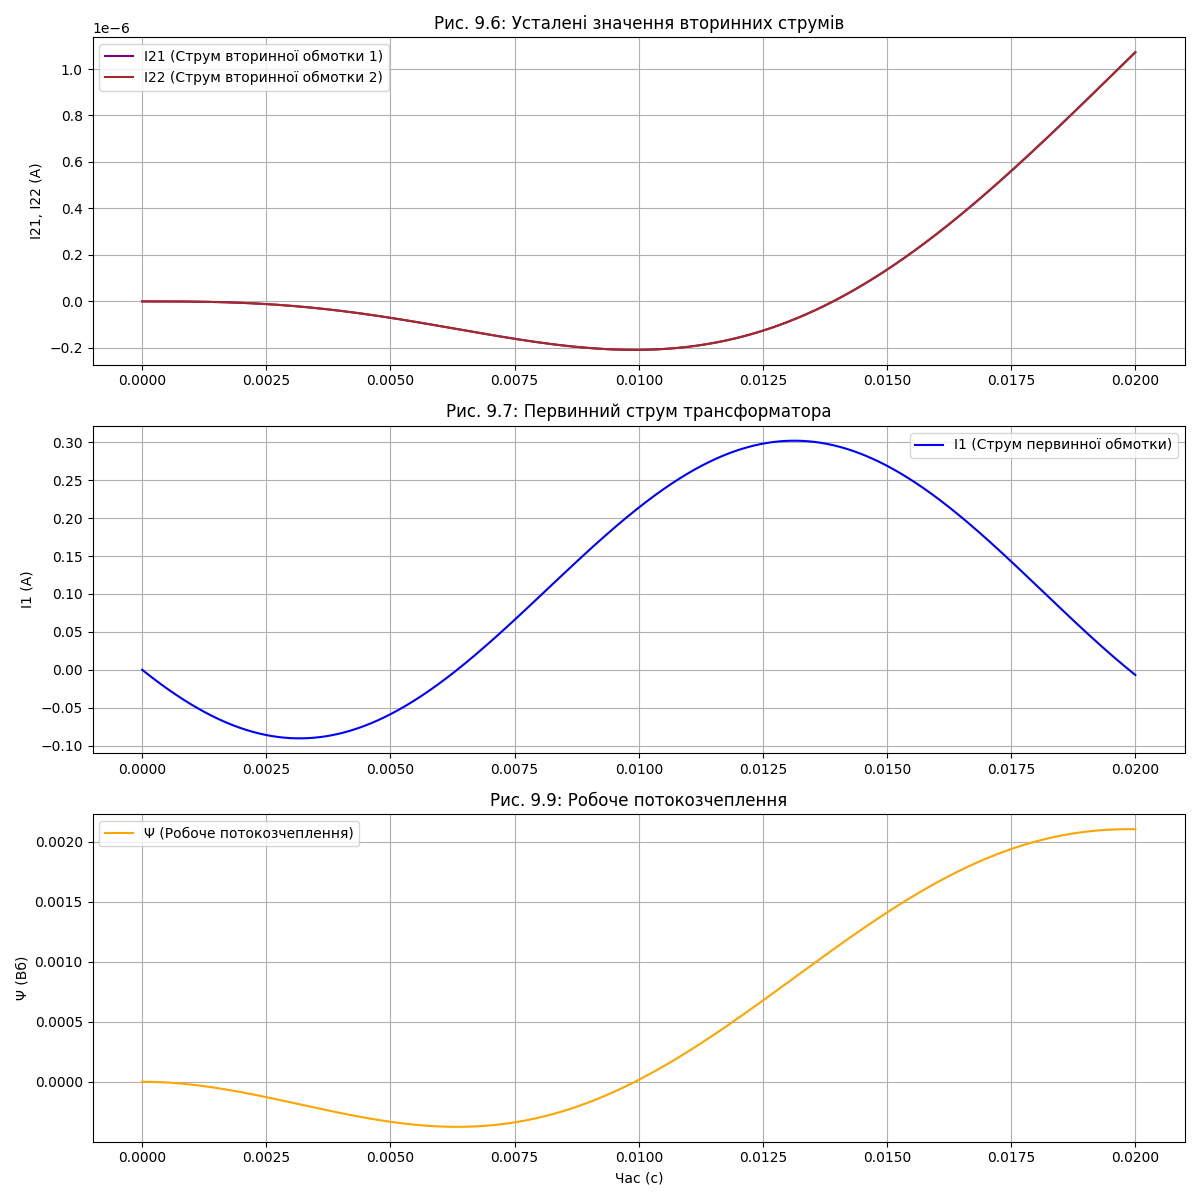 Рис. 9.6: Усталені значення вторинних струмів
1e−6
I21 (Струм вторинної обмотки 1)
I22 (Струм вторинної обмотки 2)
I21, I22 (А)
1.0
0.8
0.6
0.4
0.2
0.0
−0.2
0.0000 0.0025 0.0050 0.0075 0.0100 0.0125 0.0150 0.0175 0.0200
Рис. 9.7: Первинний струм трансформатора
I1 (Струм первинної обмотки)
I1 (А)
0.30
0.25
0.20
0.15
0.10
0.05
0.00
−0.05
−0.10
0.0000 0.0025 0.0050 0.0075 0.0100 0.0125 0.0150 0.0175 0.0200
Рис. 9.9: Робоче потокозчеплення
Ψ (Робоче потокозчеплення)
Ψ (Вб)
0.0020
0.0015
0.0010
0.0005
0.0000
0.0000 0.0025 0.0050 0.0075 0.0100 0.0125 0.0150 0.0175 0.0200
Час (с)